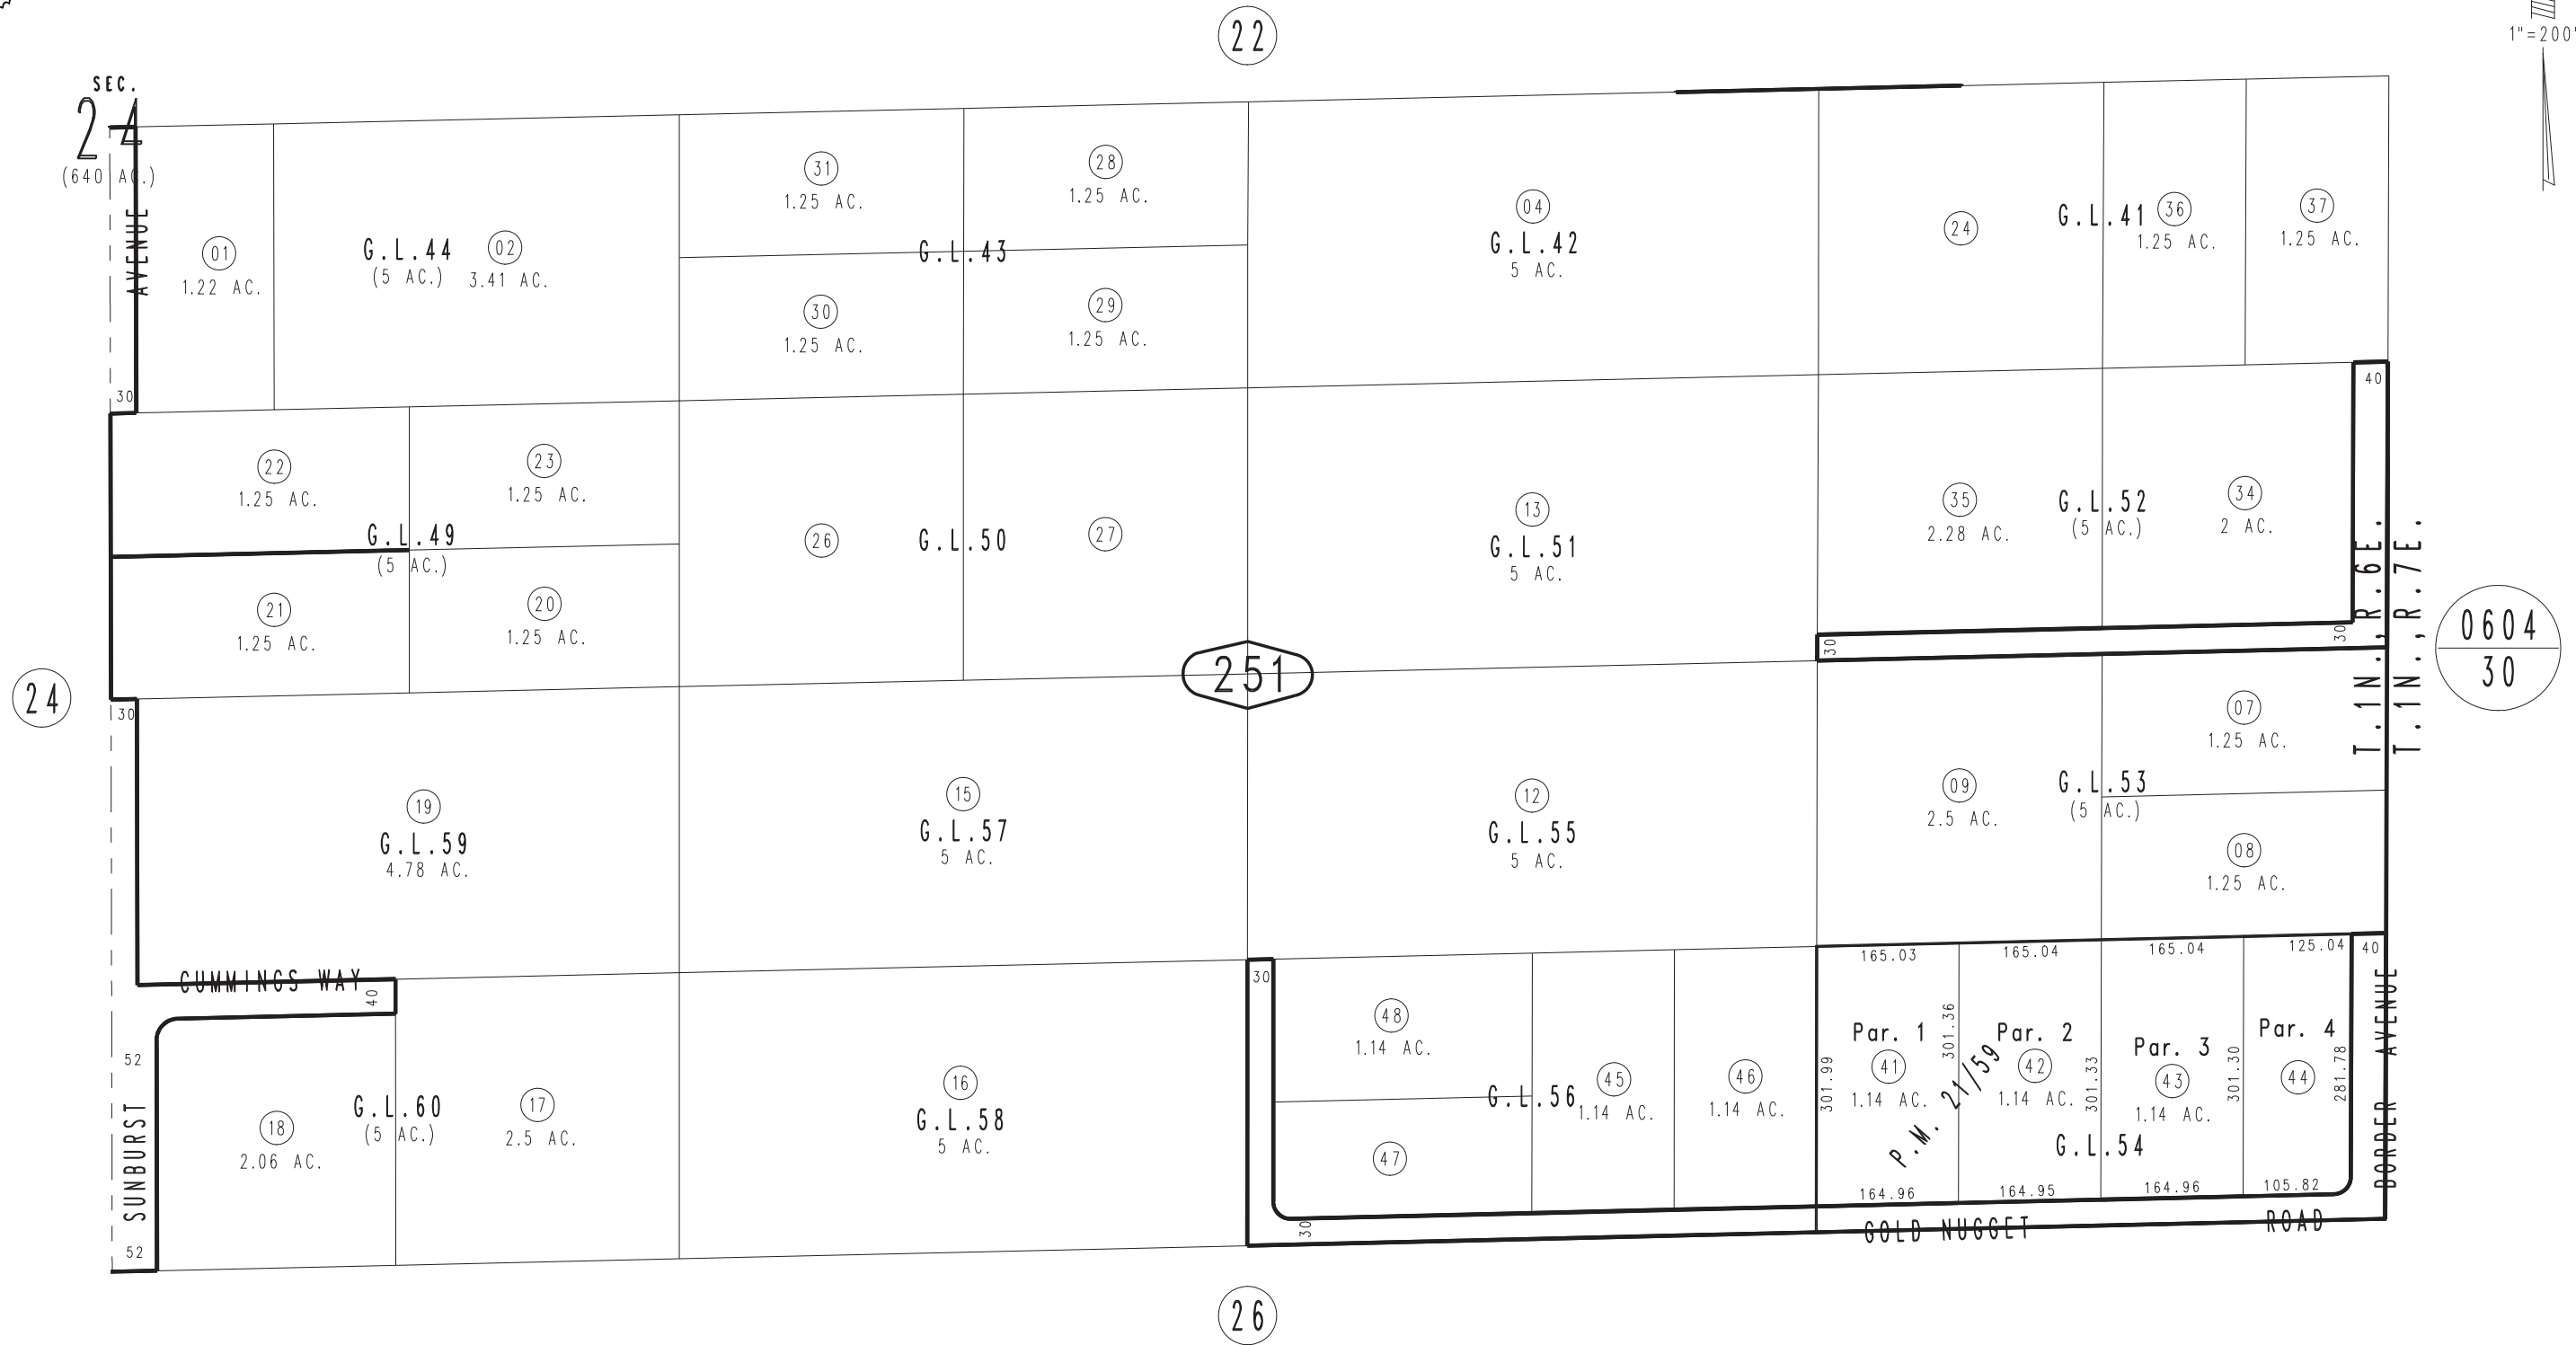 22
1"=200'
SEC.
24
(640 AC.)
AVENUE
01
1.22 AC.
G.L.44
(5 AC.)
02
3.41 AC.
31
1.25 AC.
28
1.25 AC.
G.L.43
30
1.25 AC.
29
1.25 AC.
04
G.L.42
5 AC.
24
G.L.41
36
1.25 AC.
37
1.25 AC.
30
40
22
1.25 AC.
23
1.25 AC.
G.L.49
(5 AC.)
21
1.25 AC.
20
1.25 AC.
26
G.L.50
27
13
G.L.51
5 AC.
35
2.28 AC.
G.L.52
(5 AC.)
34
2 AC.
30
30
T.1N.,R.6E.
T.1N.,R.7E.
0604
30
251
24
30
19
G.L.59
4.78 AC.
15
G.L.57
5 AC.
12
G.L.55
5 AC.
09
2.5 AC.
G.L.53
(5 AC.)
07
1.25 AC.
08
1.25 AC.
CUMMINGS WAY
40
52
SUNBURST
52
18
2.06 AC.
G.L.60
(5 AC.)
17
2.5 AC.
16
G.L.58
5 AC.
30
48
1.14 AC.
47
G.L.56
45
1.14 AC.
46
1.14 AC.
30
165.03
165.04
165.04
125.04
40
301.99
Par. 1
41
1.14 AC.
301.36
Par. 2
42
1.14 AC.
301.33
Par. 3
43
1.14 AC.
301.30
Par. 4
44
281.78
P.M. 21/59
G.L.54
164.96
164.95
164.96
105.82
GOLD NUGGET ROAD
BORDER AVENUE
26